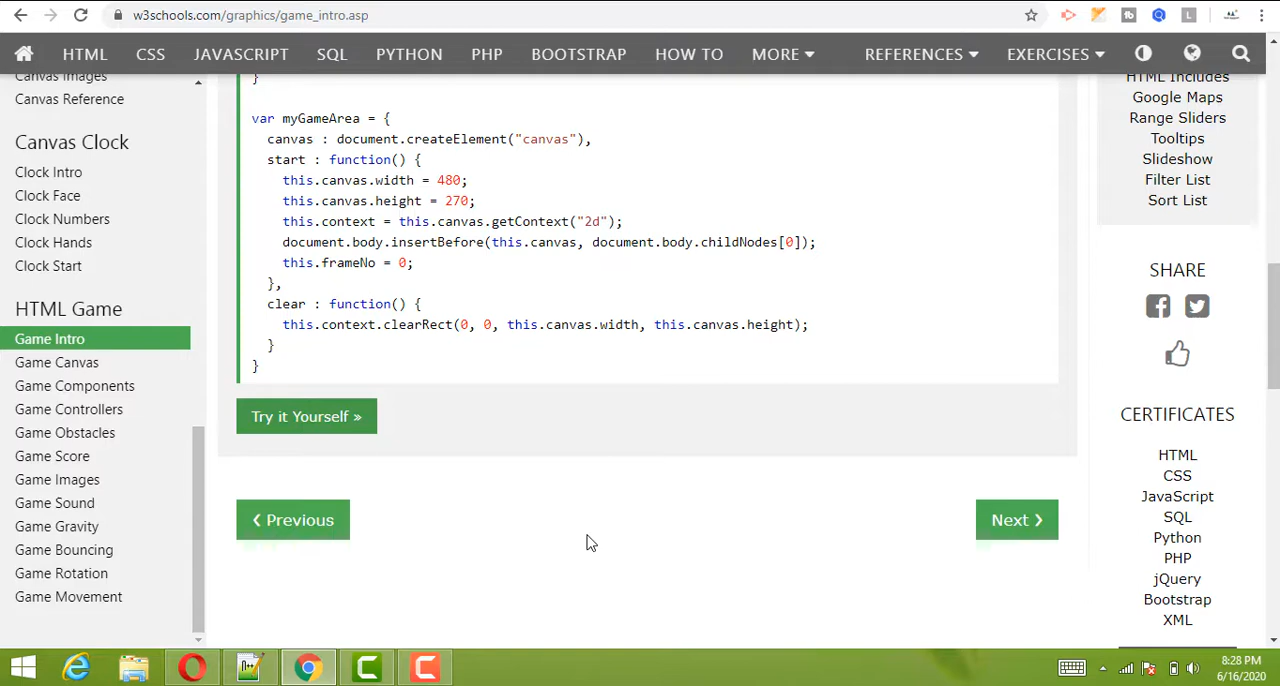 w3schools.com/graphics/game_intro.asp
HTML CSS JAVASCRIPT SQL PYTHON PHP BOOTSTRAP HOW TO MORE REFERENCES EXERCISES
Canvas Images
Canvas Reference
Canvas Clock
Clock Intro
Clock Face
Clock Numbers
Clock Hands
Clock Start
HTML Game
Game Intro
Game Canvas
Game Components
Game Controllers
Game Obstacles
Game Score
Game Images
Game Sound
Game Gravity
Game Bouncing
Game Rotation
Game Movement
}
var myGameArea = {
canvas : document.createElement("canvas"),
start : function() {
this.canvas.width = 480;
this.canvas.height = 270;
this.context = this.canvas.getContext("2d");
document.body.insertBefore(this.canvas, document.body.childNodes[0]);
this.frameNo = 0;
},
clear : function() {
this.context.clearRect(0, 0, this.canvas.width, this.canvas.height);
}
}
Try it Yourself »
❮ Previous
Next ❯
HTML Includes
Google Maps
Range Sliders
Tooltips
Slideshow
Filter List
Sort List
SHARE
CERTIFICATES
HTML
CSS
JavaScript
SQL
Python
PHP
jQuery
Bootstrap
XML
8:28 PM
6/16/2020